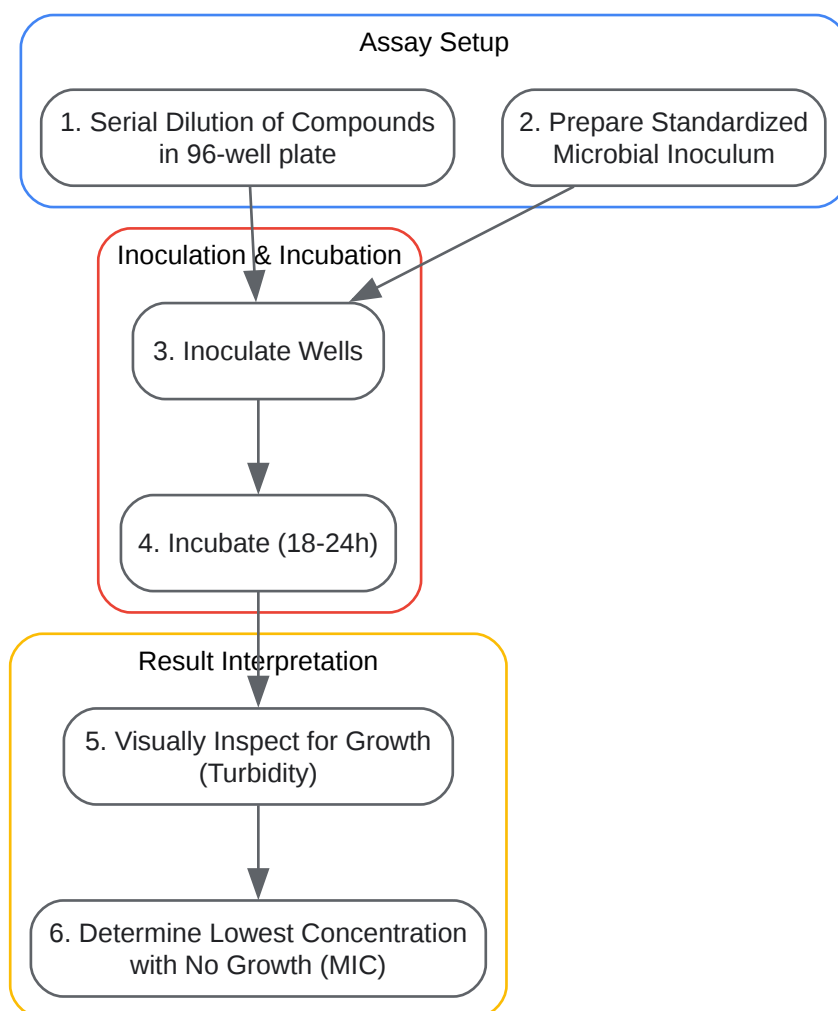 Assay Setup
1. Serial Dilution of Compounds
in 96-well plate
2. Prepare Standardized
Microbial Inoculum
Inoculation & Incubation
3. Inoculate Wells
4. Incubate (18-24h)
Result Interpretation
5. Visually Inspect for Growth
(Turbidity)
6. Determine Lowest Concentration
with No Growth (MIC)